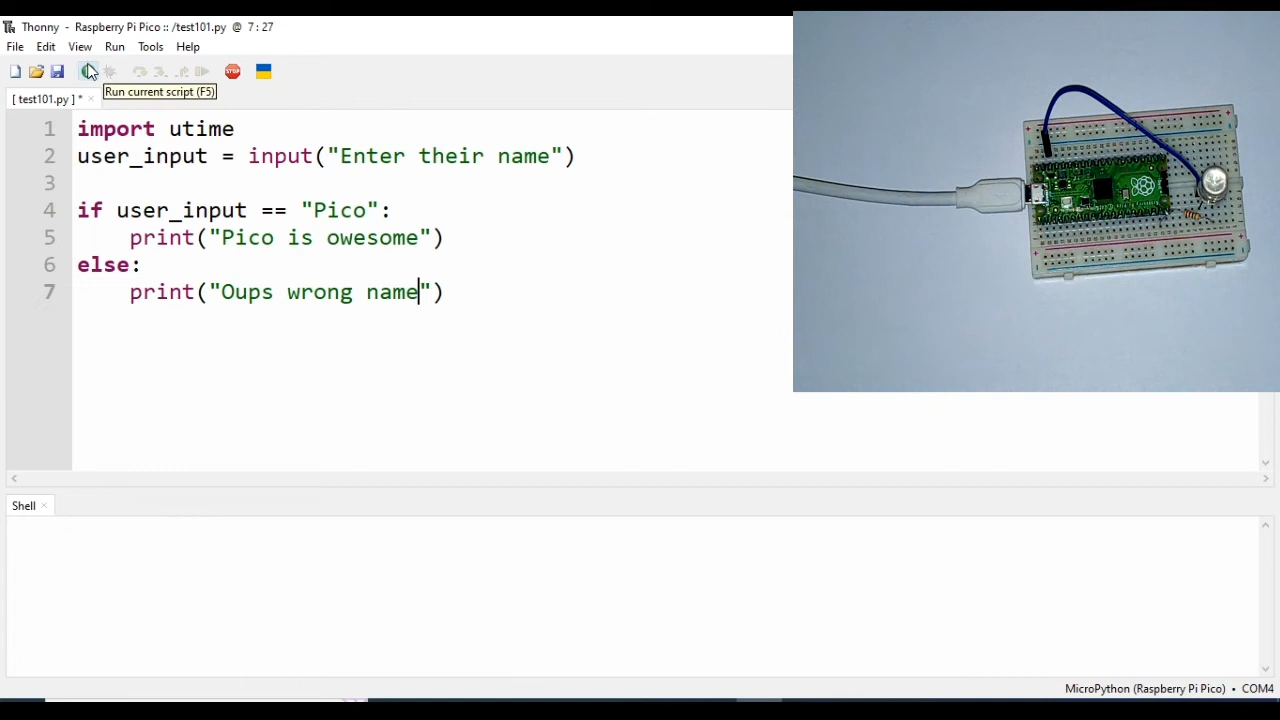 Thonny - Raspberry Pi Pico :: /test101.py @ 7 : 27
File Edit View Run Tools Help
STOP
Run current script (F5)
[ test101.py ] * ×
1 import utime
2 user_input = input("Enter their name")
3
4 if user_input == "Pico":
5 print("Pico is owesome")
6 else:
7 print("Oups wrong name")
Shell ×
MicroPython (Raspberry Pi Pico) • COM4